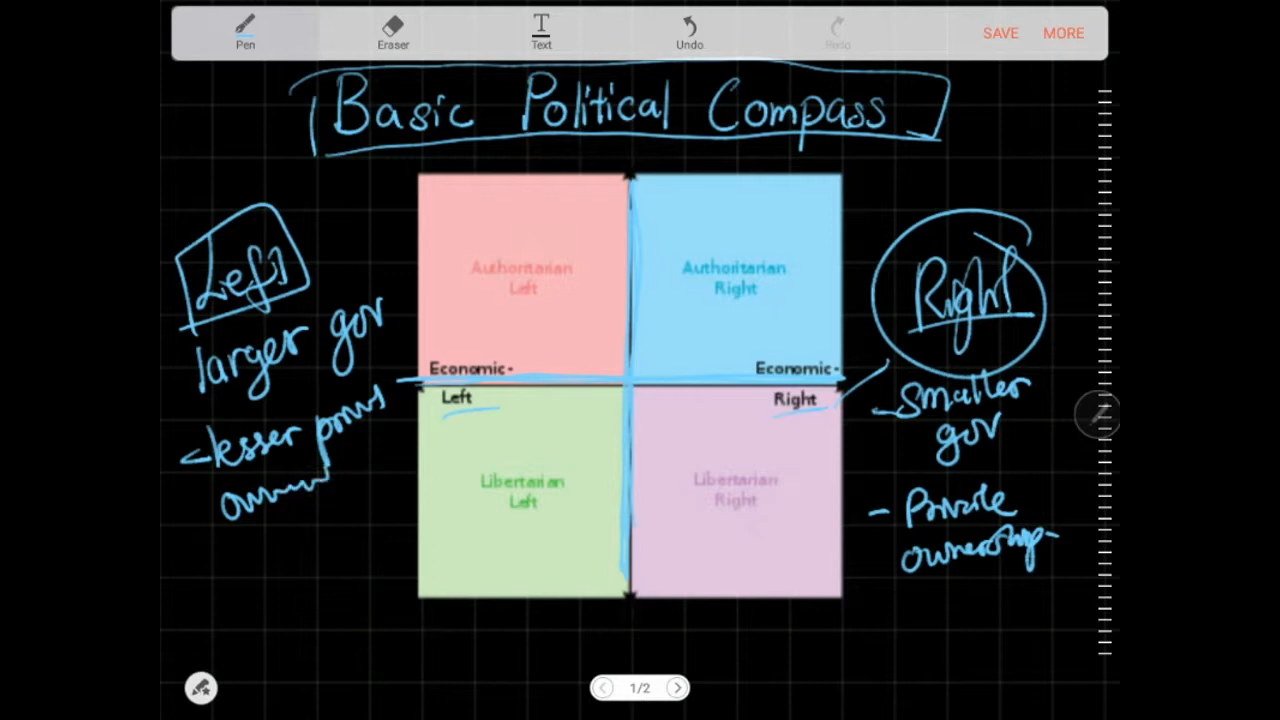 Pen
Eraser
Text
Undo
Redo
SAVE
MORE
Basic Political Compass
Left
larger gov
- lesser
Authoritarian
Left
Authoritarian
Right
Economic-
Left
Economic-
Right
Libertarian
Left
Libertarian
Right
Right
- Smaller
gov
- Private
ownership
1/2